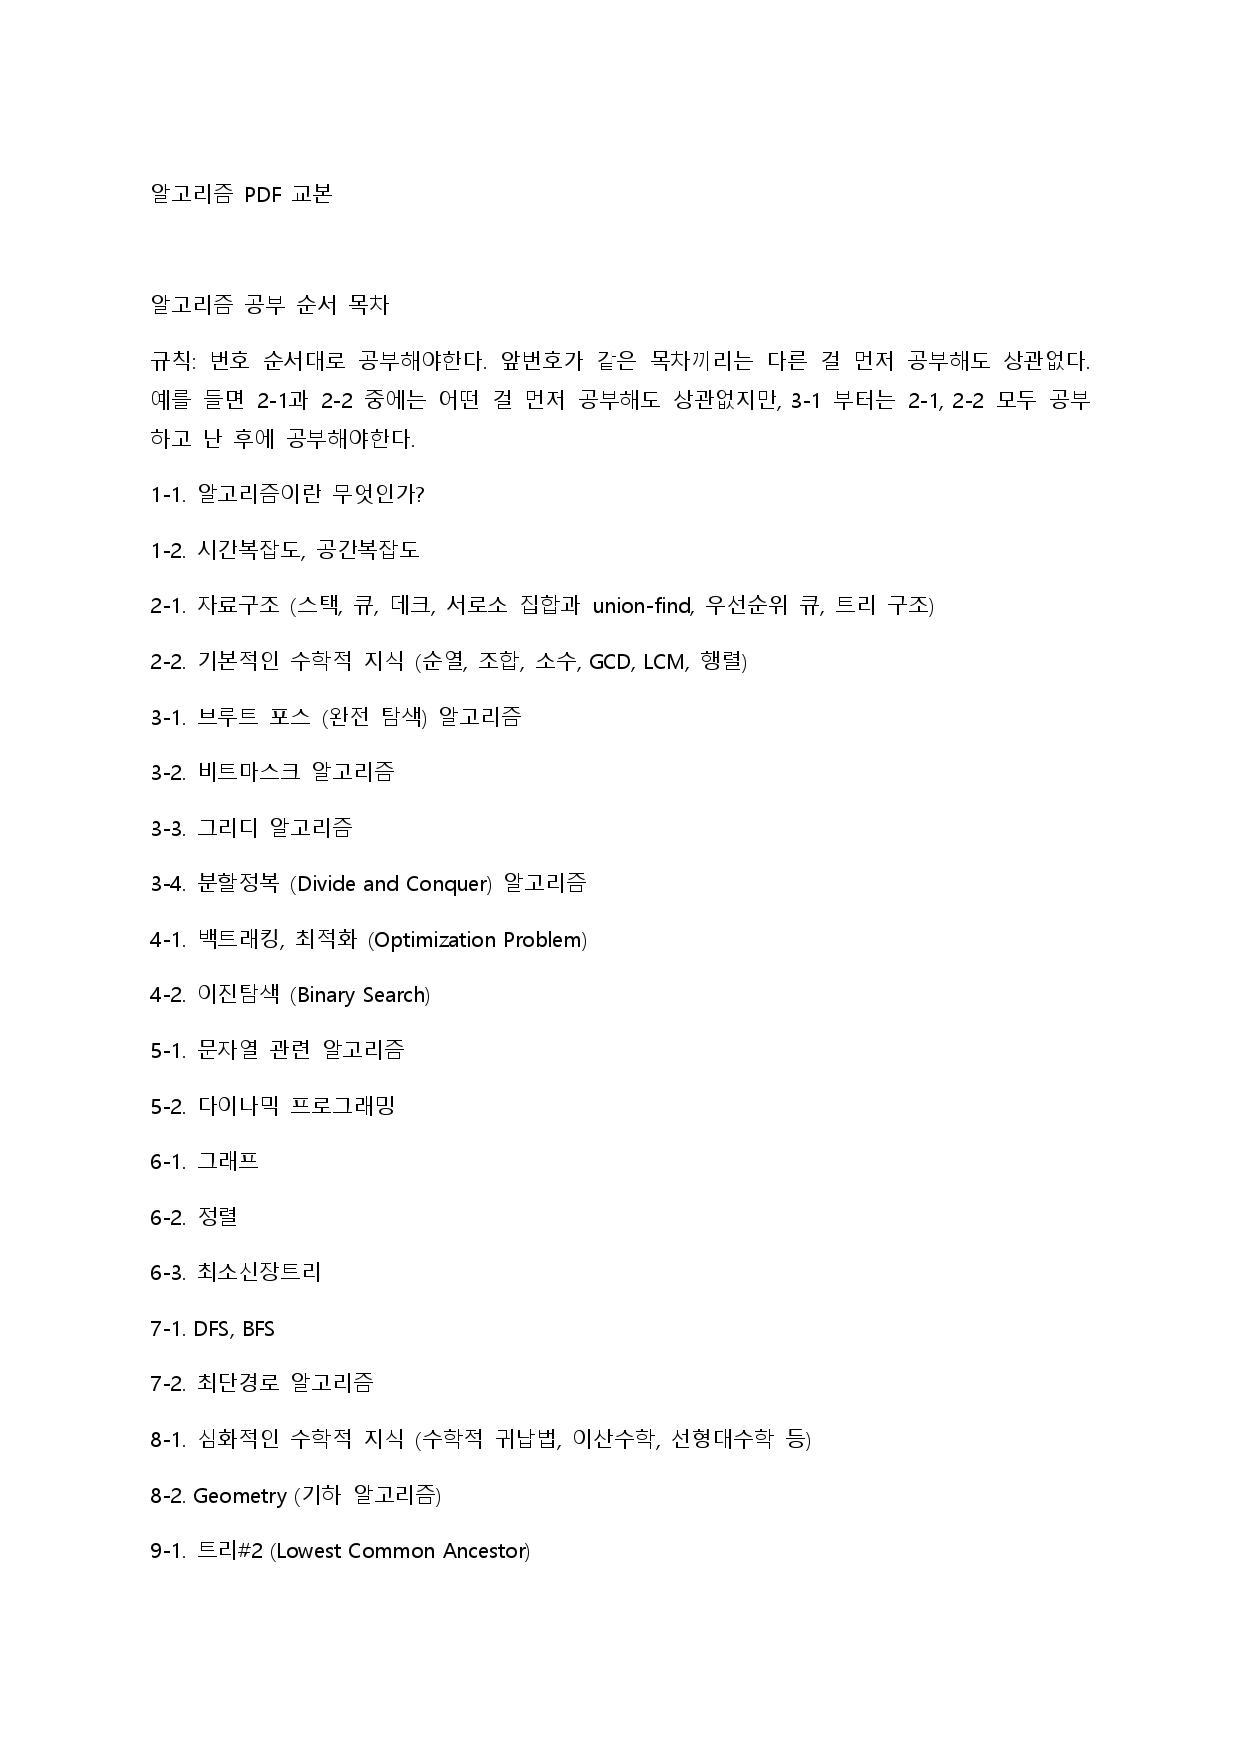 알고리즘 PDF 교본
알고리즘 공부 순서 목차
규칙: 번호 순서대로 공부해야한다. 앞번호가 같은 목차끼리는 다른 걸 먼저 공부해도 상관없다.
예를 들면 2-1과 2-2 중에는 어떤 걸 먼저 공부해도 상관없지만, 3-1 부터는 2-1, 2-2 모두 공부
하고 난 후에 공부해야한다.
1-1. 알고리즘이란 무엇인가?
1-2. 시간복잡도, 공간복잡도
2-1. 자료구조 (스택, 큐, 데크, 서로소 집합과 union-find, 우선순위 큐, 트리 구조)
2-2. 기본적인 수학적 지식 (순열, 조합, 소수, GCD, LCM, 행렬)
3-1. 브루트 포스 (완전 탐색) 알고리즘
3-2. 비트마스크 알고리즘
3-3. 그리디 알고리즘
3-4. 분할정복 (Divide and Conquer) 알고리즘
4-1. 백트래킹, 최적화 (Optimization Problem)
4-2. 이진탐색 (Binary Search)
5-1. 문자열 관련 알고리즘
5-2. 다이나믹 프로그래밍
6-1. 그래프
6-2. 정렬
6-3. 최소신장트리
7-1. DFS, BFS
7-2. 최단경로 알고리즘
8-1. 심화적인 수학적 지식 (수학적 귀납법, 이산수학, 선형대수학 등)
8-2. Geometry (기하 알고리즘)
9-1. 트리#2 (Lowest Common Ancestor)